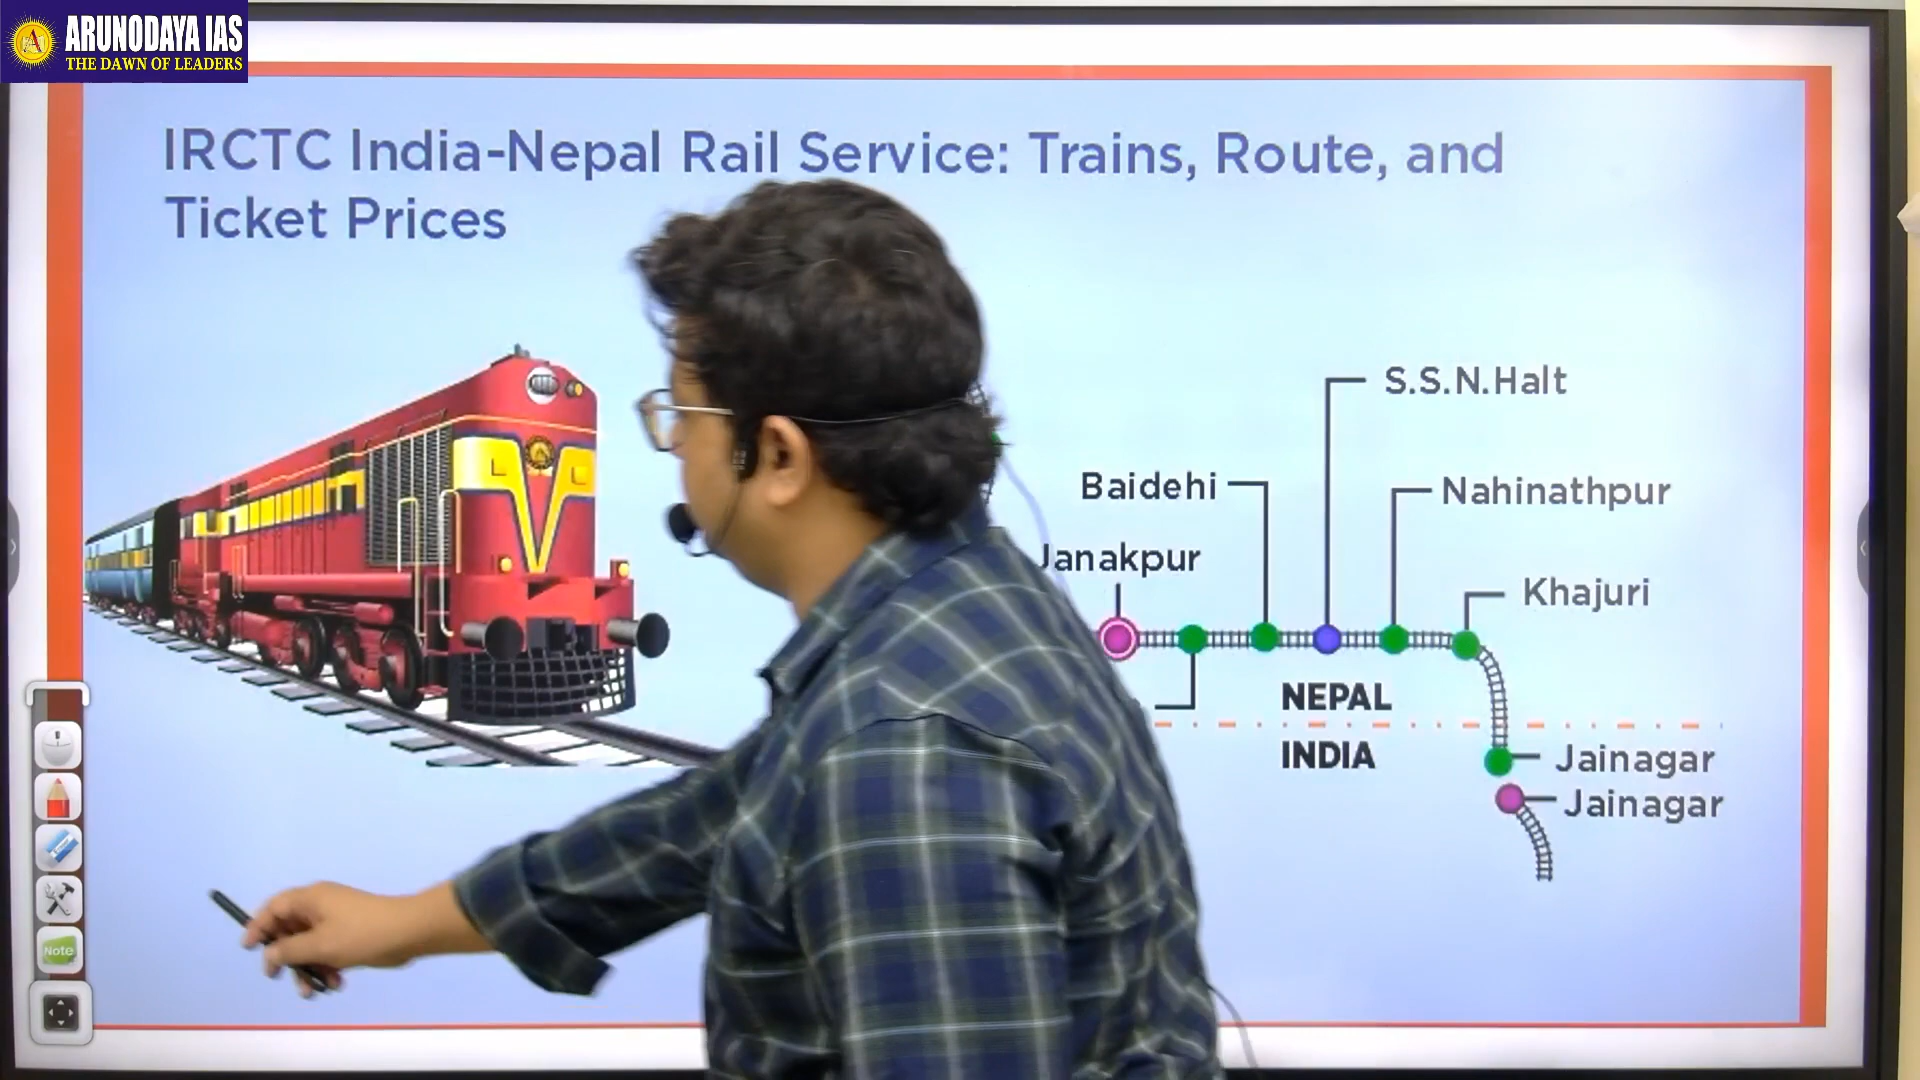 ARUNODAYA IAS
THE DAWN OF LEADERS
IRCTC India-Nepal Rail Service: Trains, Route, and
Ticket Prices
S.S.N.Halt
Baidehi
Nahinathpur
Janakpur
Khajuri
NEPAL
INDIA
Jainagar
Jainagar
Note